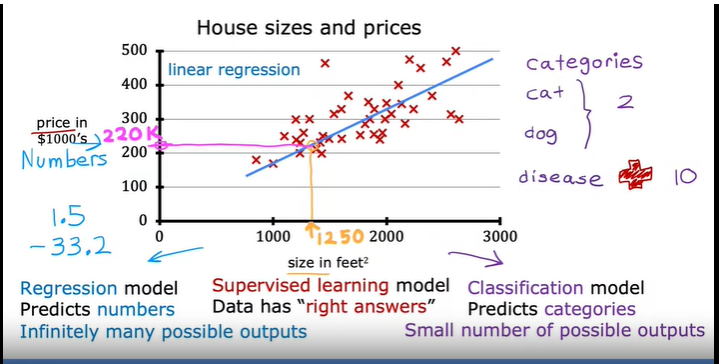 House sizes and prices
500
400
300
200
100
0
linear regression
price in
$1000's
220K
Numbers
1.5
-33.2
0 1000 2000 3000
1250
size in feet²
categories
cat
dog
2
disease 10
Regression model
Predicts numbers
Infinitely many possible outputs
Supervised learning model
Data has “right answers”
Classification model
Predicts categories
Small number of possible outputs